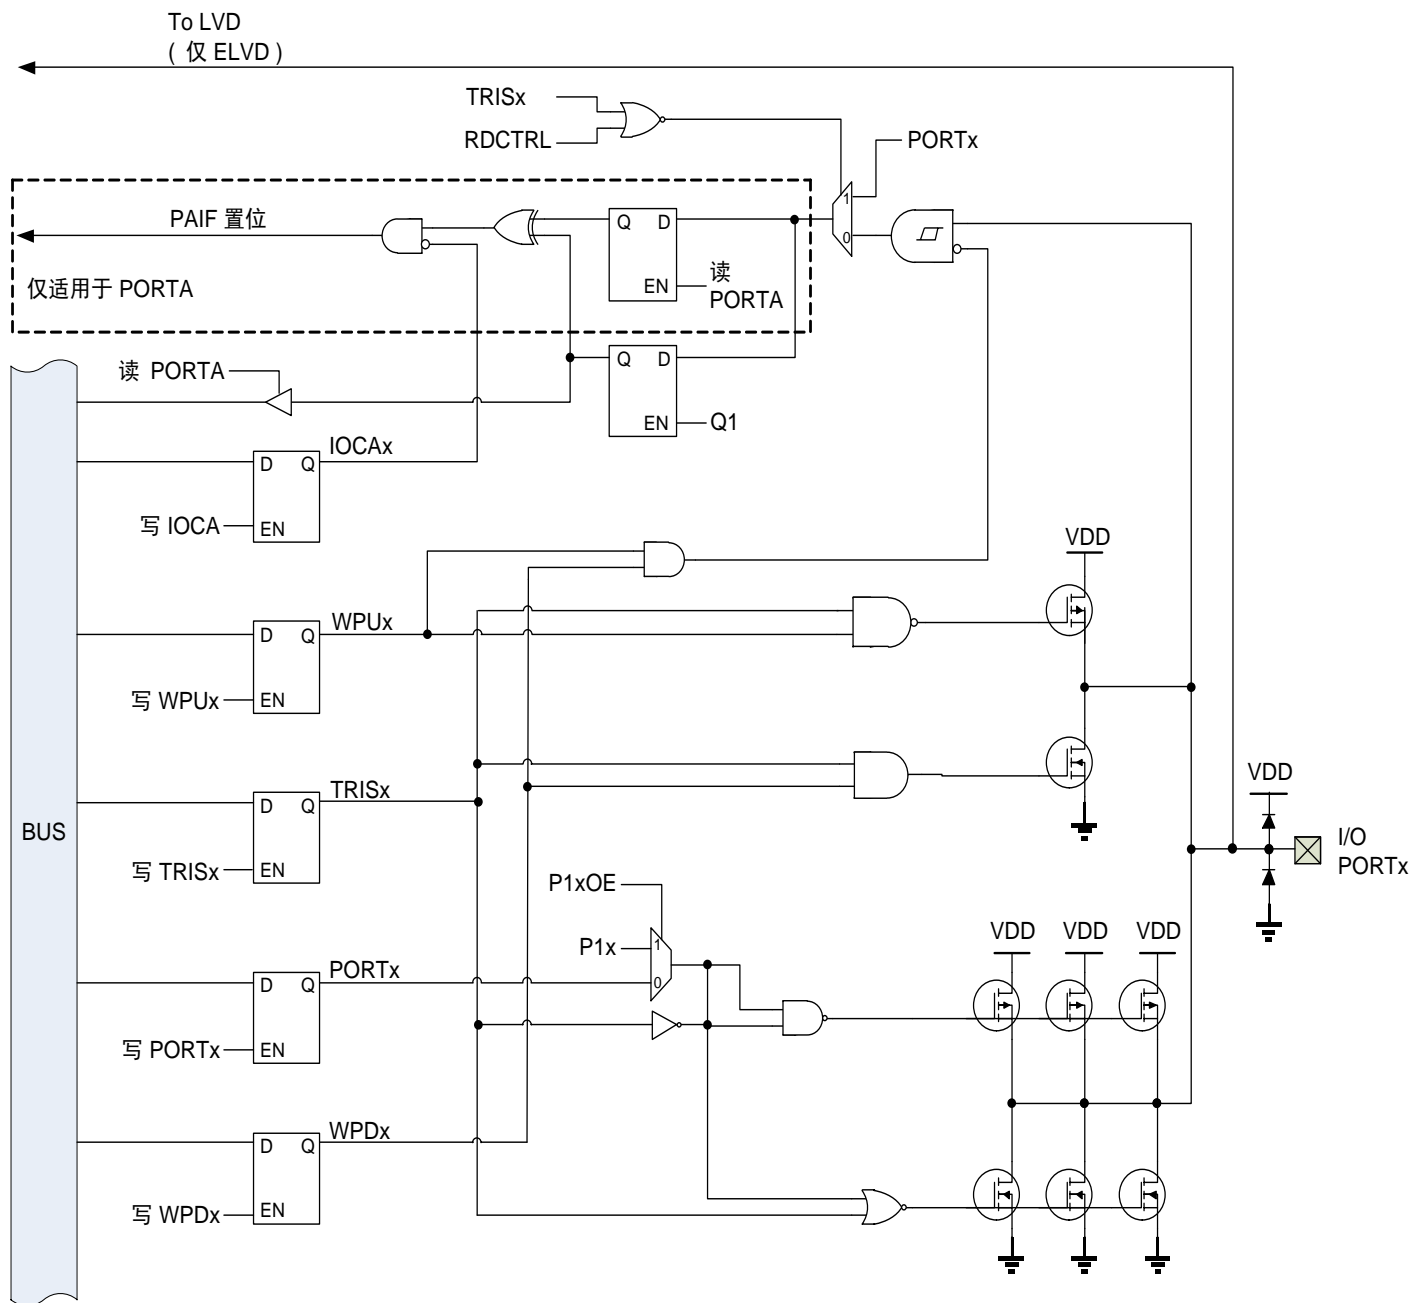 To LVD
( 仅 ELVD )
TRISx
RDCTRL
PORTx
1
0
PAIF 置位
Q D
EN
读
PORTA
仅适用于 PORTA
Q D
EN
Q1
读 PORTA
IOCAx
D Q
写 IOCA
EN
VDD
WPUx
D Q
写 WPUx
EN
TRISx
D Q
写 TRISx
EN
BUS
VDD
I/O
PORTx
P1xOE
P1x
1
0
PORTx
D Q
写 PORTx
EN
VDD VDD VDD
WPDx
D Q
写 WPDx
EN